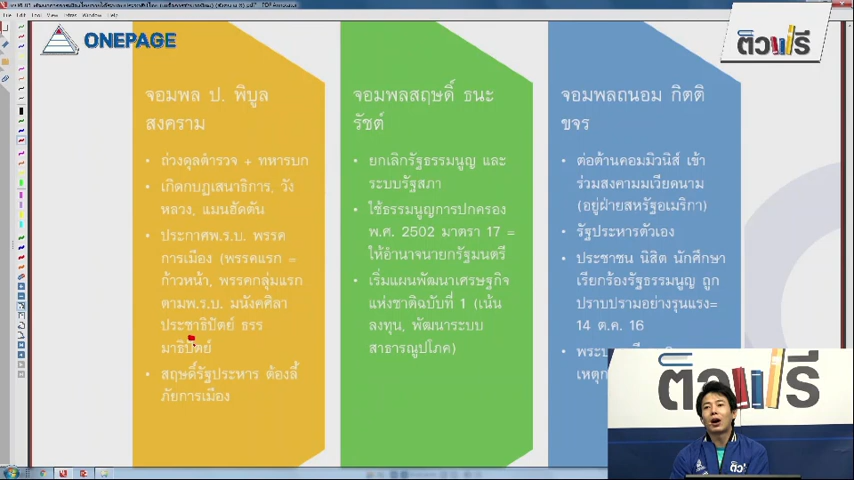 ONEPAGE
ติวฟรี
จอมพล ป. พิบูล
สงคราม
• ถ่วงดุลตำรวจ + ทหารบก
• เกิดกบฏเสนาธิการ, วัง
หลวง, แมนฮัตตัน
• ประกาศพ.ร.บ. พรรค
การเมือง (พรรคแรก =
ก้าวหน้า, พรรคกลุ่มแรก
ตามพ.ร.บ. มนังคศิลา
ประชาธิปัตย์ ธรร
มาธิปัตย์
• สฤษดิ์รัฐประหาร ต้องลี้
ภัยการเมือง
จอมพลสฤษดิ์ ธนะ
รัชต์
• ยกเลิกรัฐธรรมนูญ และ
ระบบรัฐสภา
• ใช้ธรรมนูญการปกครอง
พ.ศ. 2502 มาตรา 17 =
ให้อำนาจนายกรัฐมนตรี
• เริ่มแผนพัฒนาเศรษฐกิจ
แห่งชาติฉบับที่ 1 (เน้น
ลงทุน, พัฒนาระบบ
สาธารณูปโภค)
จอมพลถนอม กิตติ
ขจร
• ต่อต้านคอมมิวนิส์ เข้า
ร่วมสงคามมเวียดนาม
(อยู่ฝ่ายสหรัฐอเมริกา)
• รัฐประหารตัวเอง
• ประชาชน นิสิต นักศึกษา
เรียกร้องรัฐธรรมนูญ ถูก
ปราบปรามอย่างรุนแรง=
14 ต.ค. 16
ติวฟรี